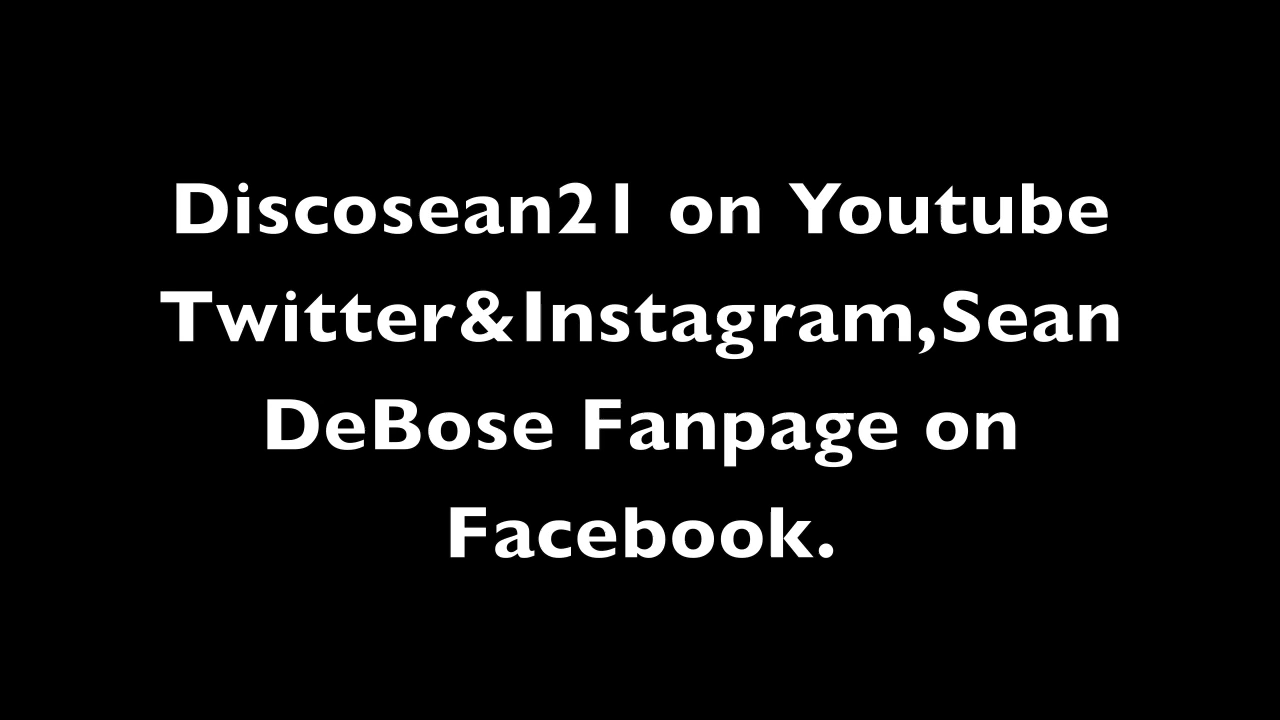 Discosean21 on Youtube
Twitter&Instagram,Sean
DeBose Fanpage on
Facebook.